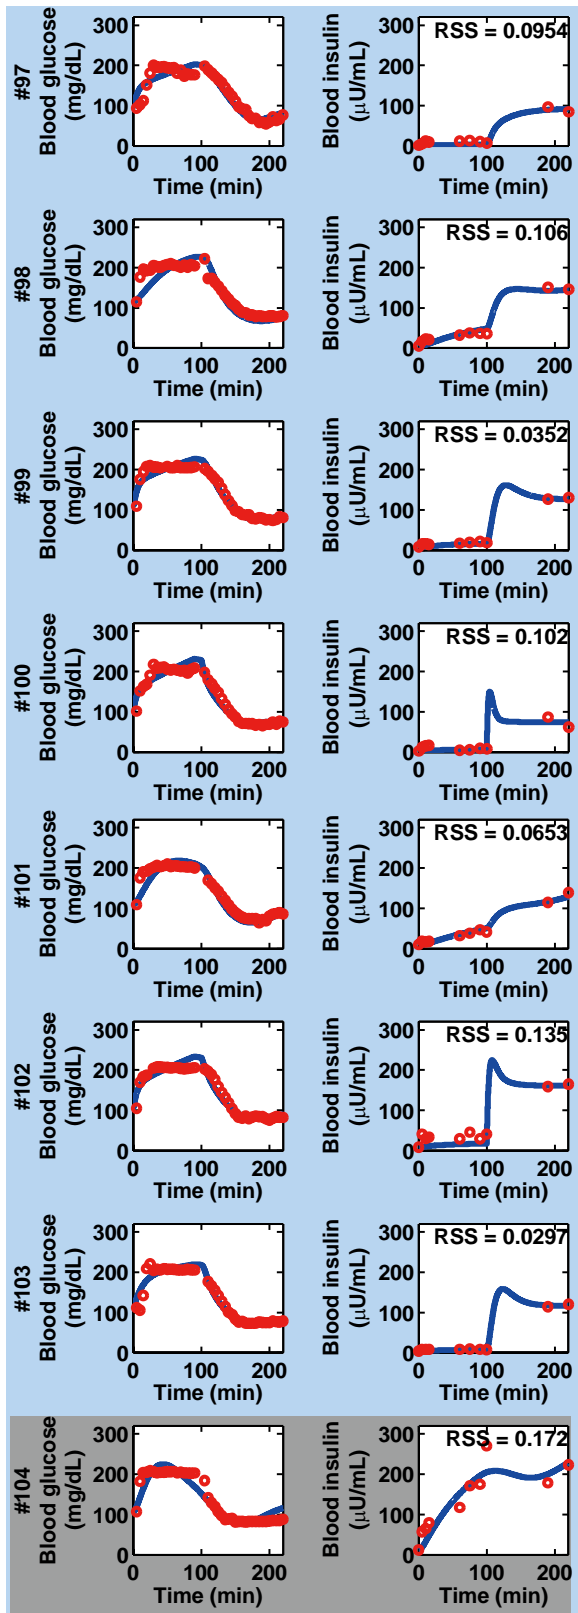 #97
Blood glucose
(mg/dL)
300
200
100
0
0 100 200
Time (min)
Blood insulin
(μU/mL)
RSS = 0.0954
300
200
100
0
0 100 200
Time (min)
#98
Blood glucose
(mg/dL)
300
200
100
0
0 100 200
Time (min)
Blood insulin
(μU/mL)
RSS = 0.106
300
200
100
0
0 100 200
Time (min)
#99
Blood glucose
(mg/dL)
300
200
100
0
0 100 200
Time (min)
Blood insulin
(μU/mL)
RSS = 0.0352
300
200
100
0
0 100 200
Time (min)
#100
Blood glucose
(mg/dL)
300
200
100
0
0 100 200
Time (min)
Blood insulin
(μU/mL)
RSS = 0.102
300
200
100
0
0 100 200
Time (min)
#101
Blood glucose
(mg/dL)
300
200
100
0
0 100 200
Time (min)
Blood insulin
(μU/mL)
RSS = 0.0653
300
200
100
0
0 100 200
Time (min)
#102
Blood glucose
(mg/dL)
300
200
100
0
0 100 200
Time (min)
Blood insulin
(μU/mL)
RSS = 0.135
300
200
100
0
0 100 200
Time (min)
#103
Blood glucose
(mg/dL)
300
200
100
0
0 100 200
Time (min)
Blood insulin
(μU/mL)
RSS = 0.0297
300
200
100
0
0 100 200
Time (min)
#104
Blood glucose
(mg/dL)
300
200
100
0
0 100 200
Time (min)
Blood insulin
(μU/mL)
RSS = 0.172
300
200
100
0
0 100 200
Time (min)